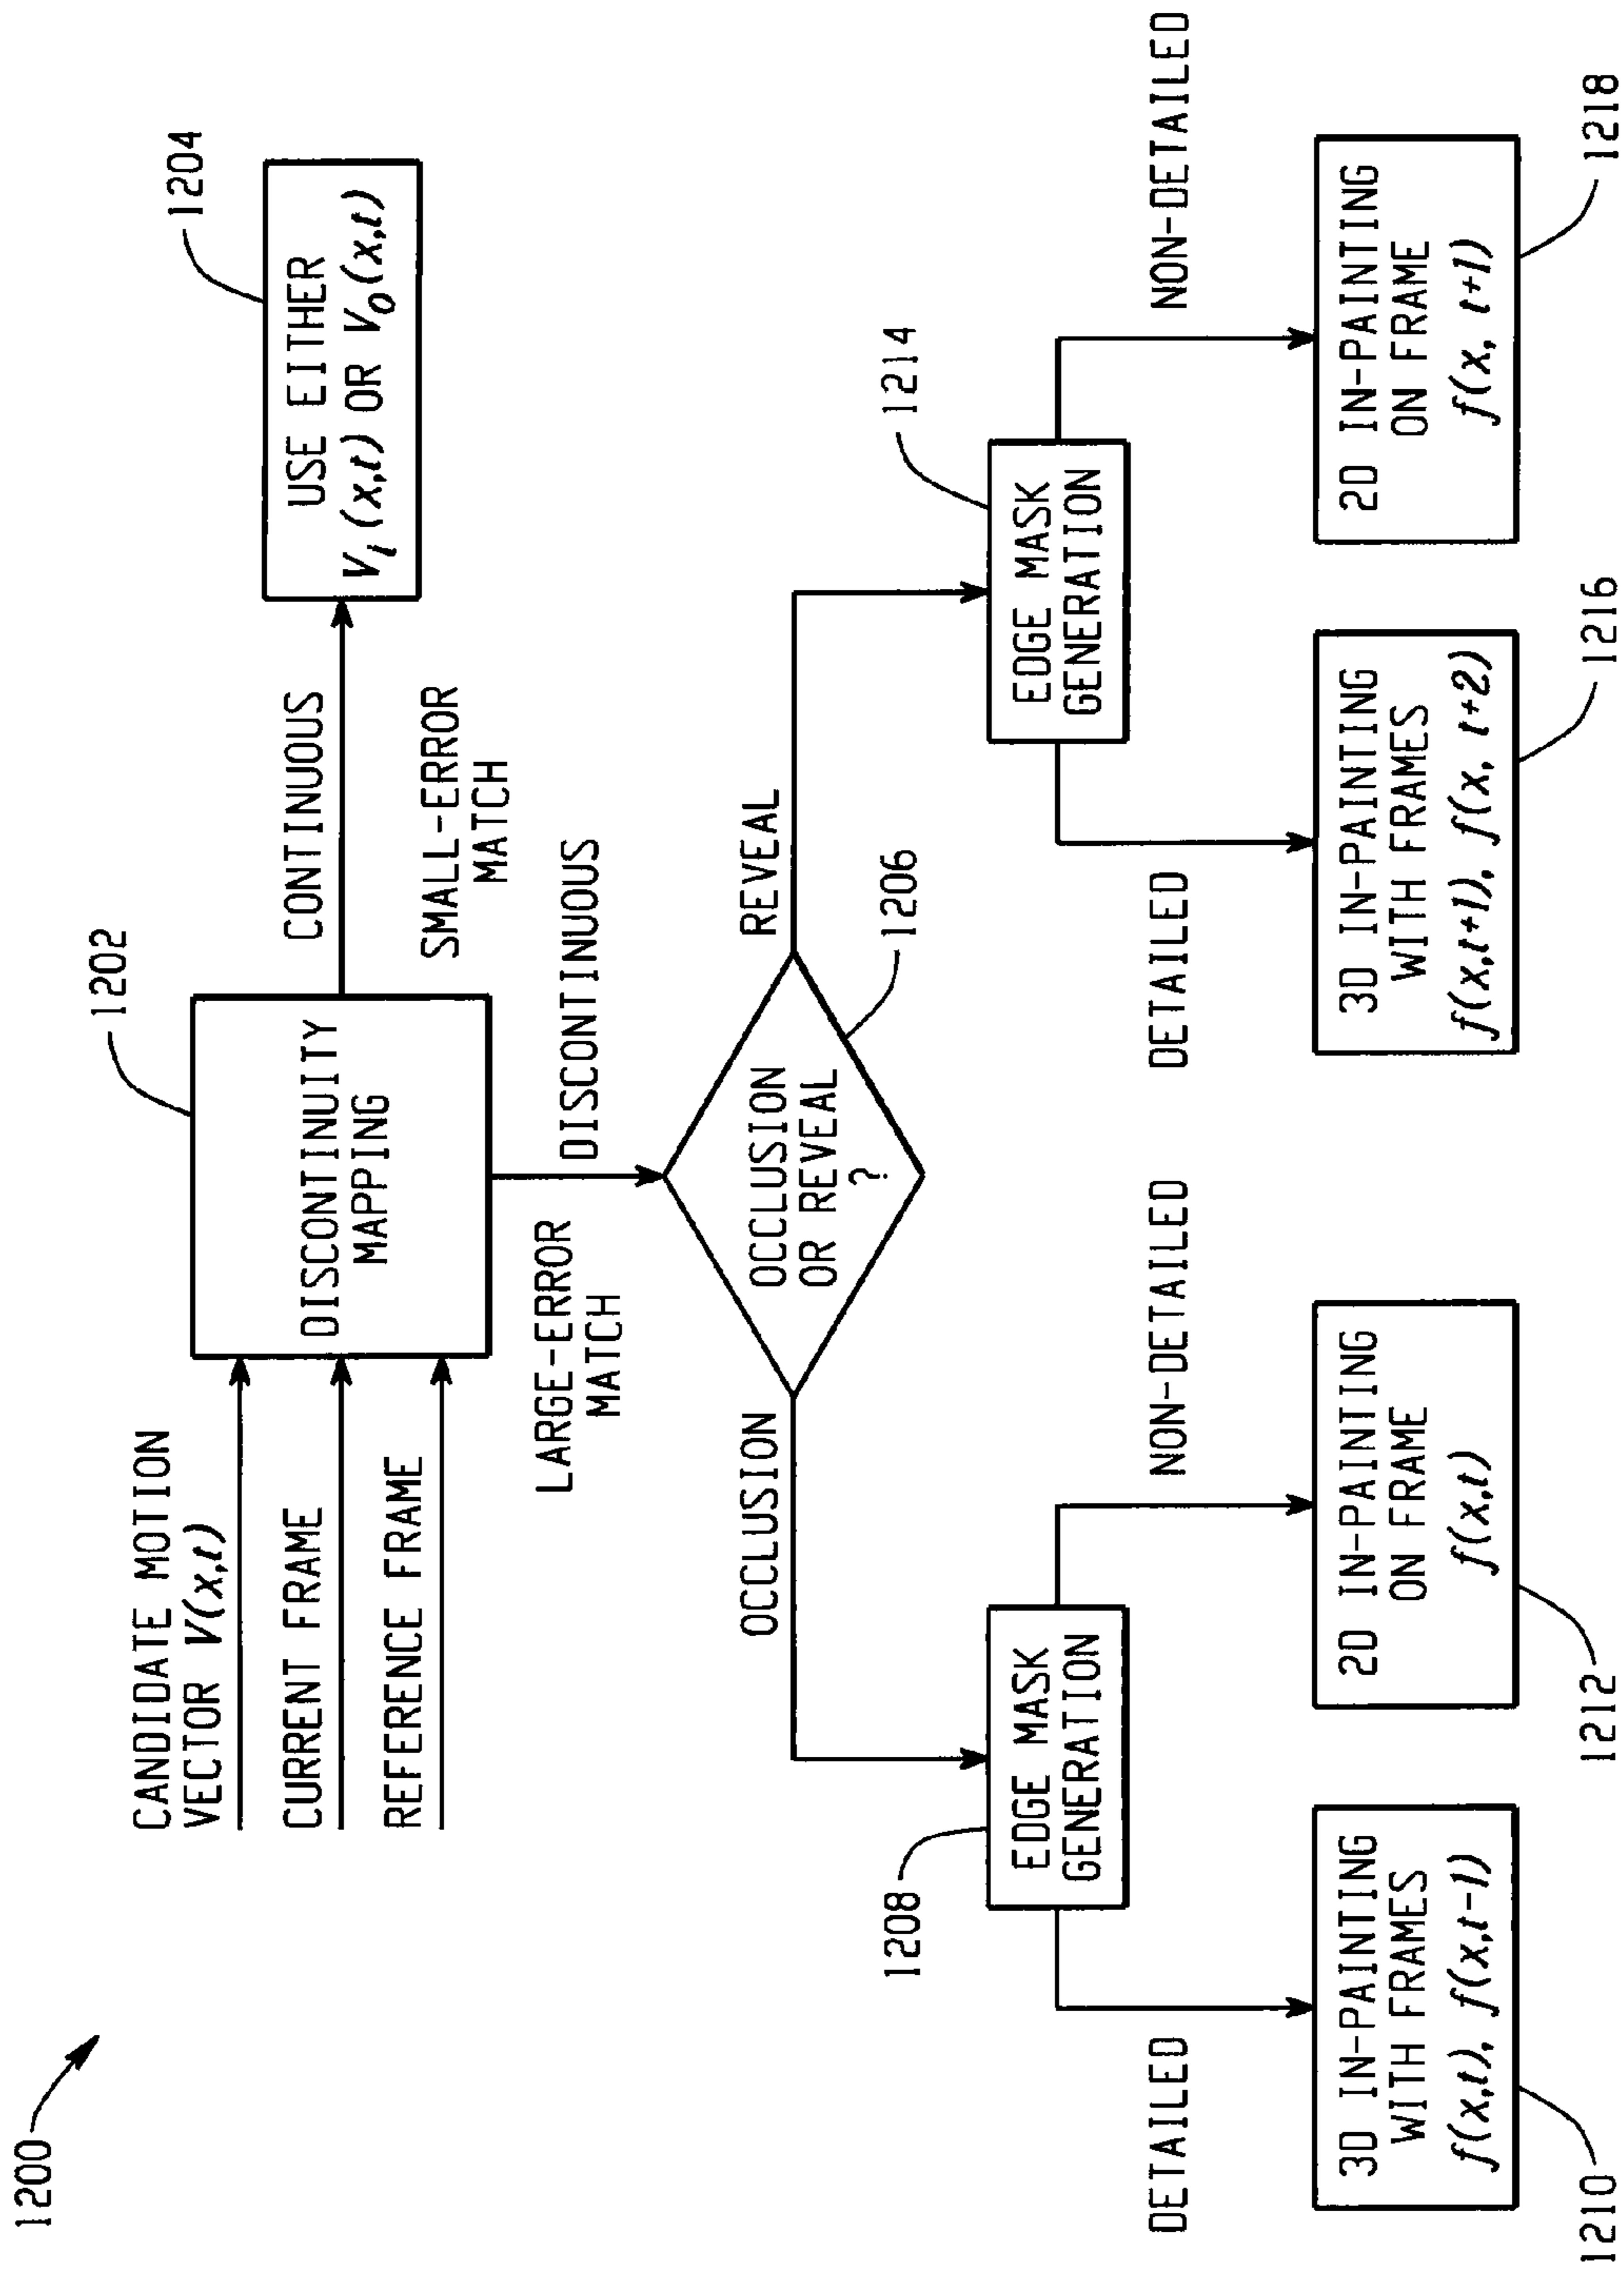 1200
CANDIDATE MOTION
VECTOR V(x,t)
CURRENT FRAME
REFERENCE FRAME
1202
DISCONTINUITY
MAPPING
CONTINUOUS
SMALL-ERROR
MATCH
1204
USE EITHER
Vi(x,t) OR Vo(x,t)
LARGE-ERROR
MATCH
DISCONTINUOUS
OCCLUSION
OR REVEAL
?
1206
OCCLUSION
REVEAL
1208
EDGE MASK
GENERATION
1214
EDGE MASK
GENERATION
DETAILED
NON-DETAILED
DETAILED
NON-DETAILED
3D IN-PAINTING
WITH FRAMES
f(x,t), f(x,t-1)
1210
2D IN-PAINTING
ON FRAME
f(x,t)
1212
3D IN-PAINTING
WITH FRAMES
f(x,t+1), f(x, t+2)
1216
2D IN-PAINTING
ON FRAME
f(x, t+1)
1218